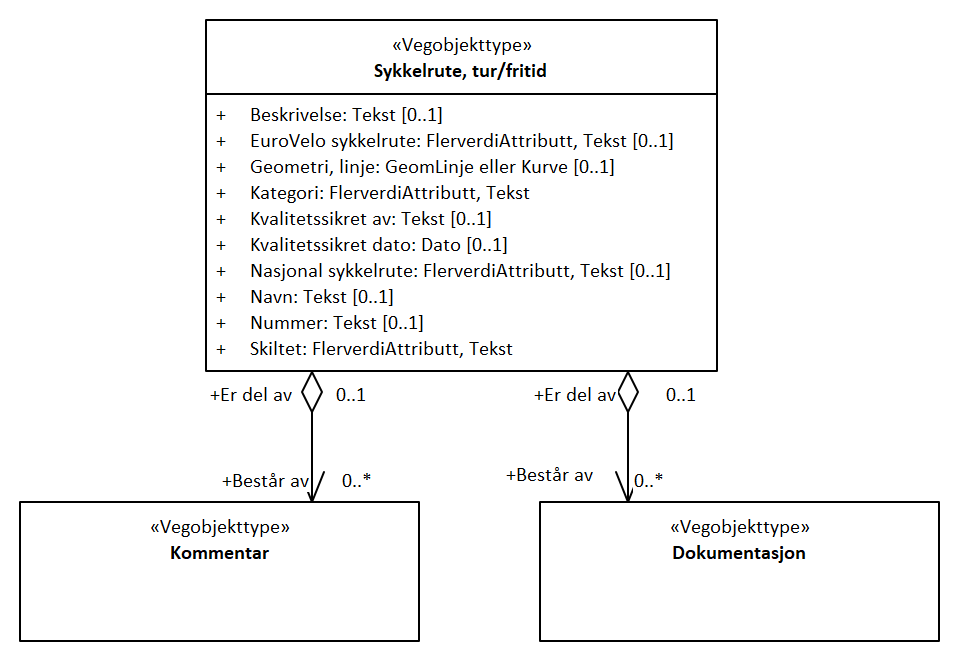 «Vegobjekttype»
Sykkelrute, tur/fritid
+ Beskrivelse: Tekst [0..1]
+ EuroVelo sykkelrute: FlerverdiAttributt, Tekst [0..1]
+ Geometri, linje: GeomLinje eller Kurve [0..1]
+ Kategori: FlerverdiAttributt, Tekst
+ Kvalitetssikret av: Tekst [0..1]
+ Kvalitetssikret dato: Dato [0..1]
+ Nasjonal sykkelrute: FlerverdiAttributt, Tekst [0..1]
+ Navn: Tekst [0..1]
+ Nummer: Tekst [0..1]
+ Skiltet: FlerverdiAttributt, Tekst
+Er del av 0..1
+Er del av 0..1
+Består av 0..*
+Består av 0..*
«Vegobjekttype»
Kommentar
«Vegobjekttype»
Dokumentasjon